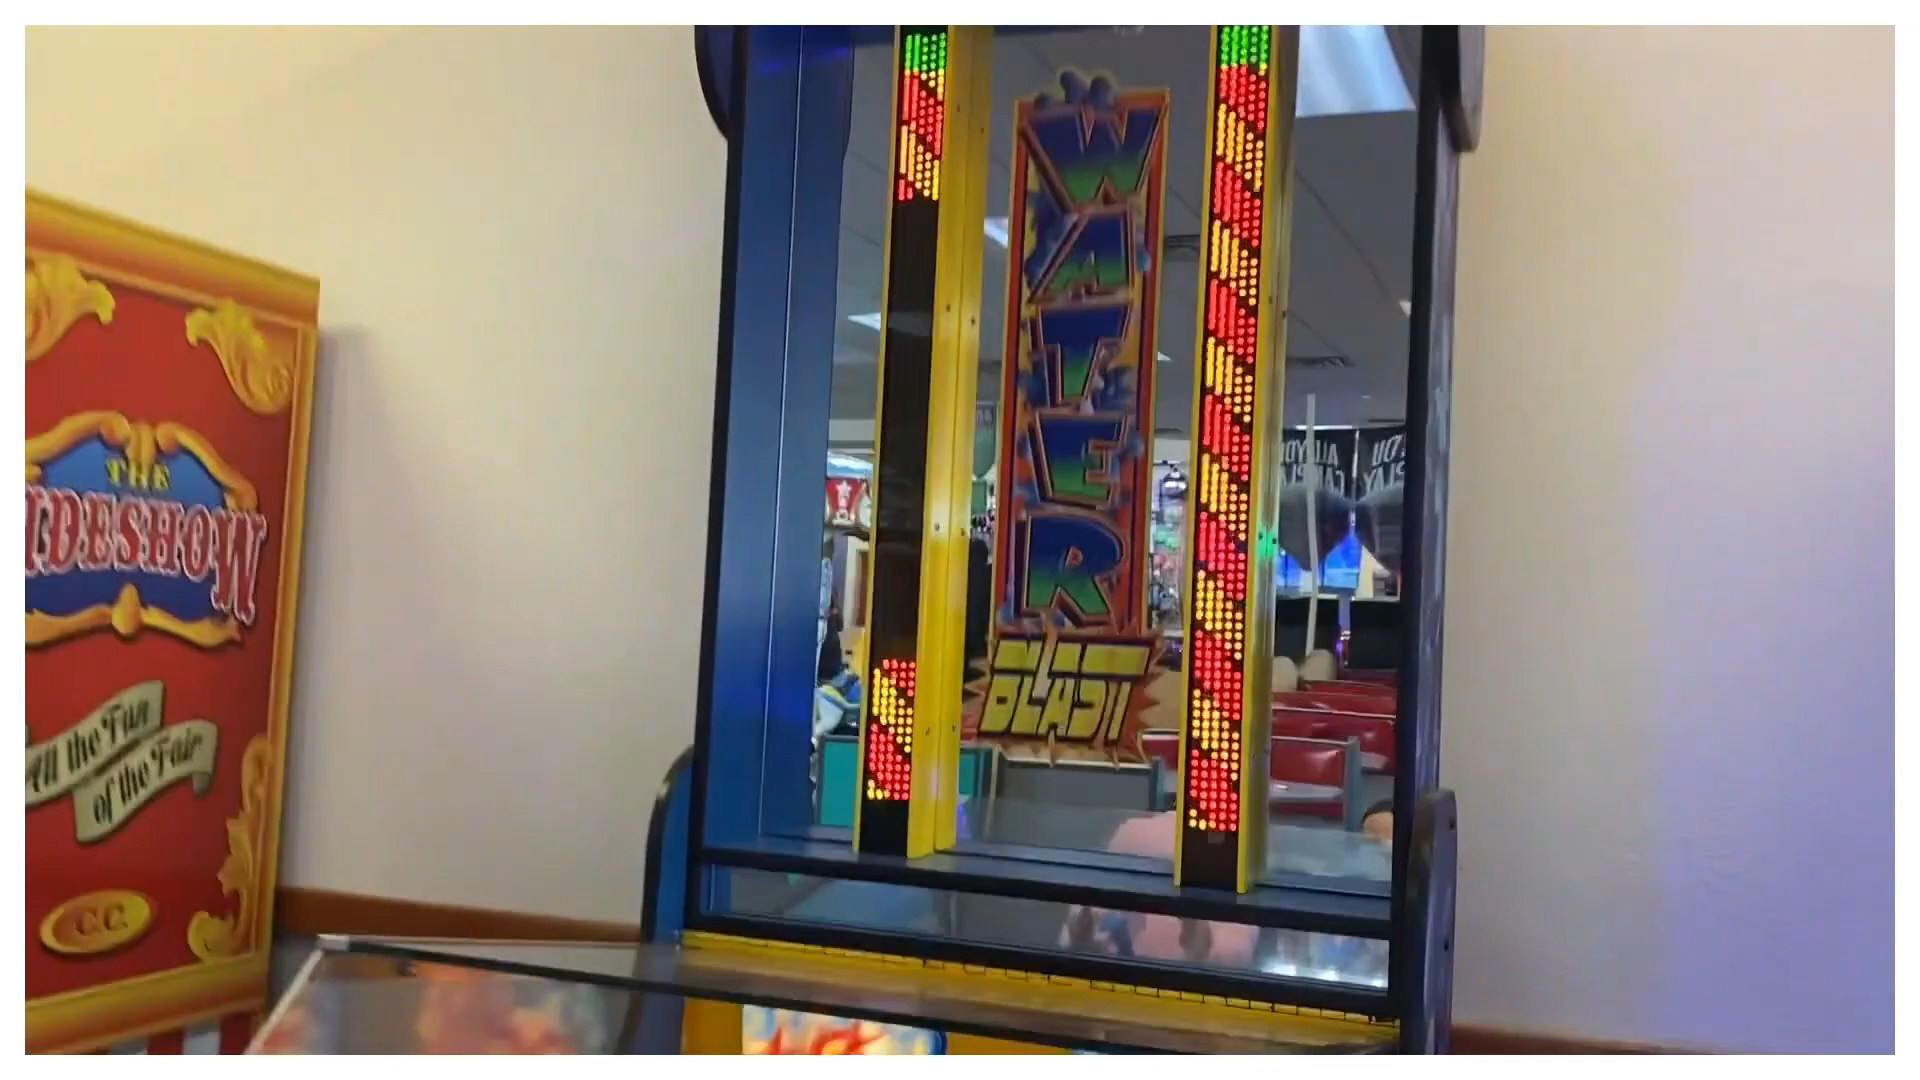 THE
IDESHOW
All the Fun
of the Fair
C.C.
WATER
BLAST